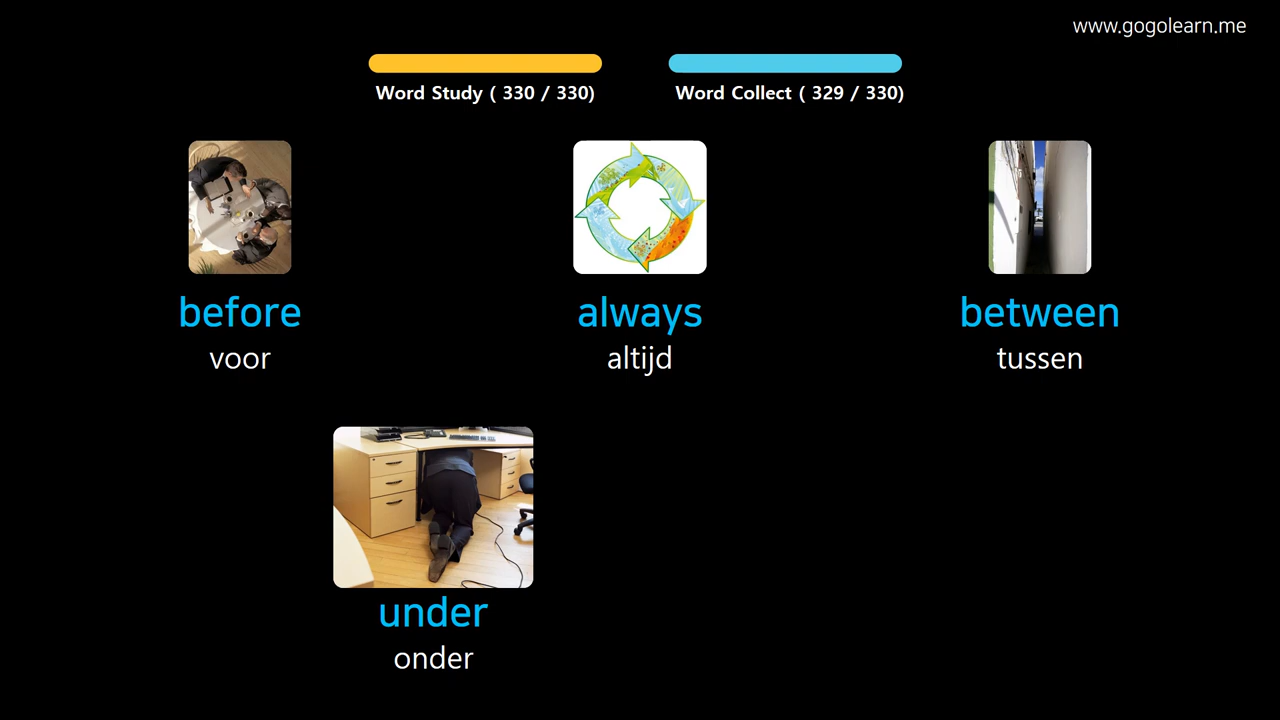 www.gogolearn.me
Word Study ( 330 / 330)
Word Collect ( 329 / 330)
before
voor
always
altijd
between
tussen
under
onder